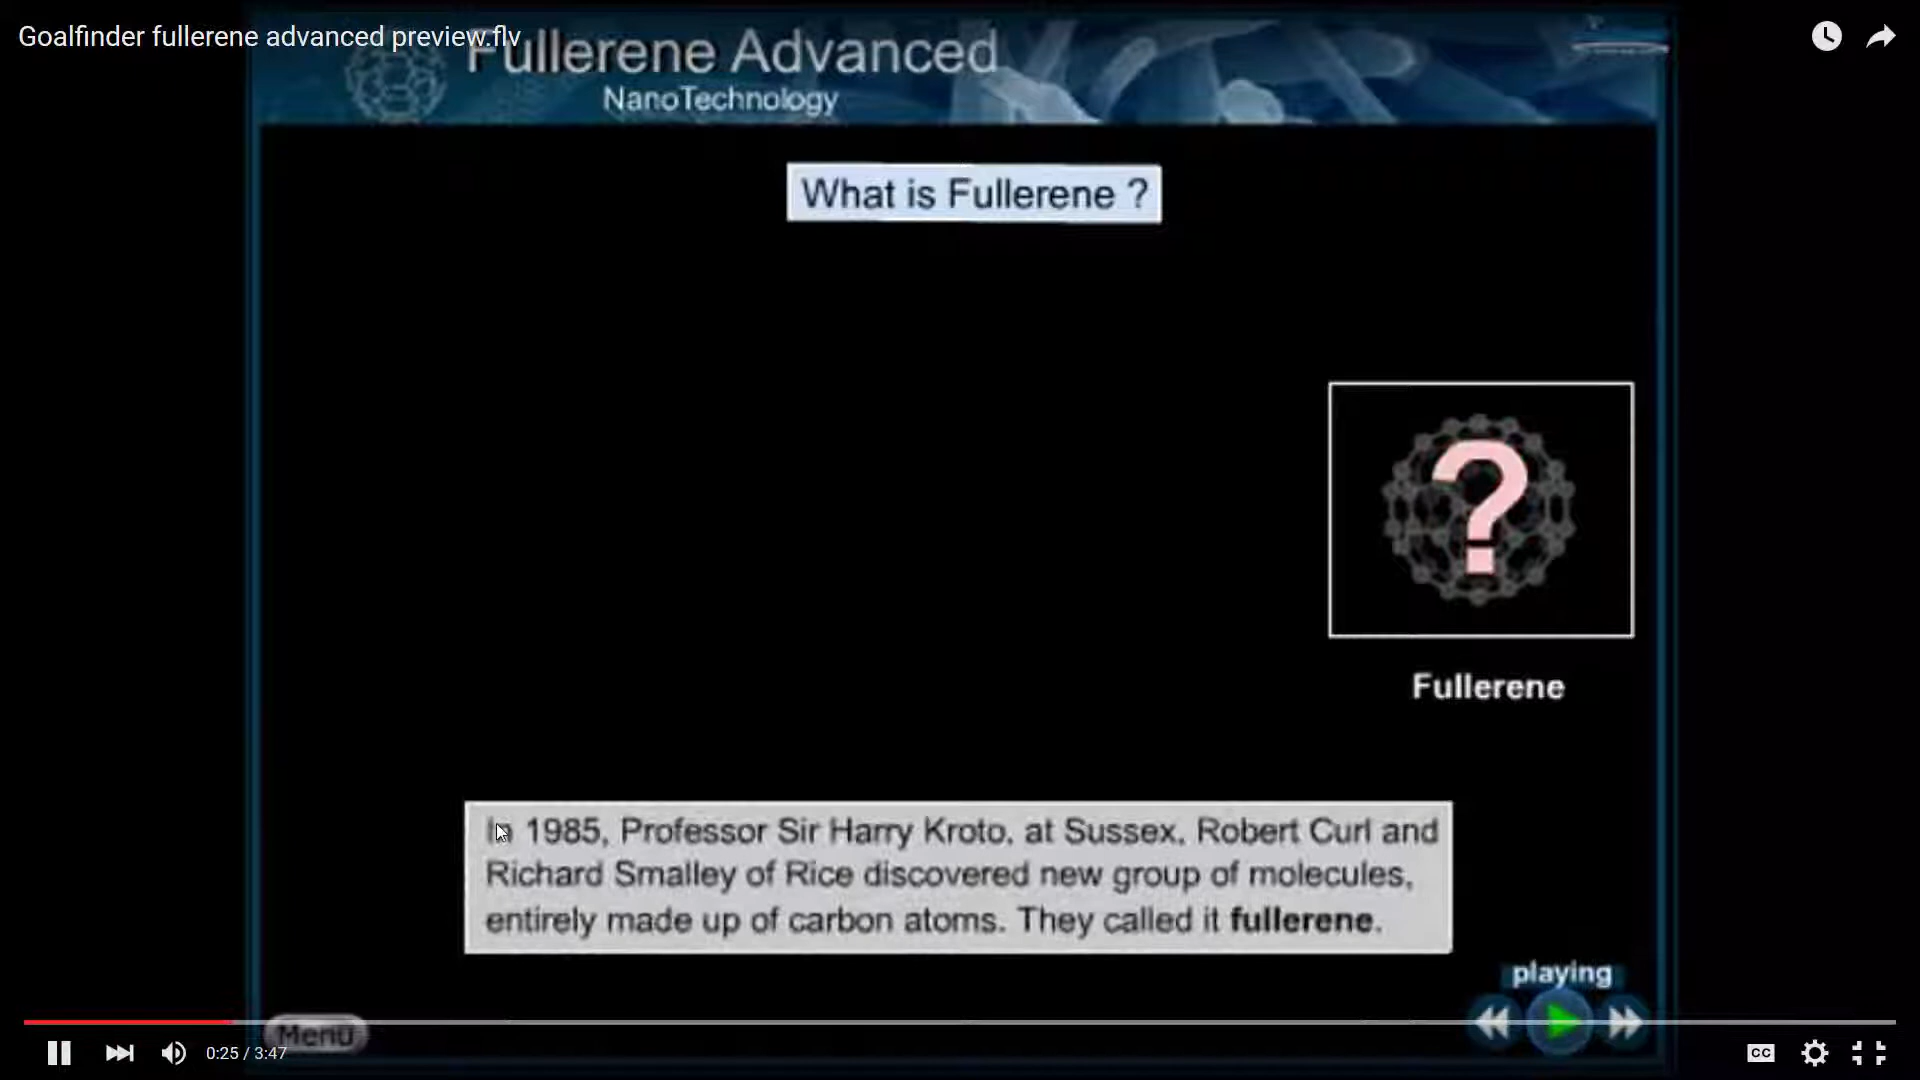 Goalfinder fullerene advanced preview.flv
Fullerene Advanced
NanoTechnology
What is Fullerene ?
?
Fullerene
In 1985, Professor Sir Harry Kroto, at Sussex, Robert Curl and
Richard Smalley of Rice discovered new group of molecules,
entirely made up of carbon atoms. They called it fullerene.
playing
Menu
0:25 / 3:47
CC